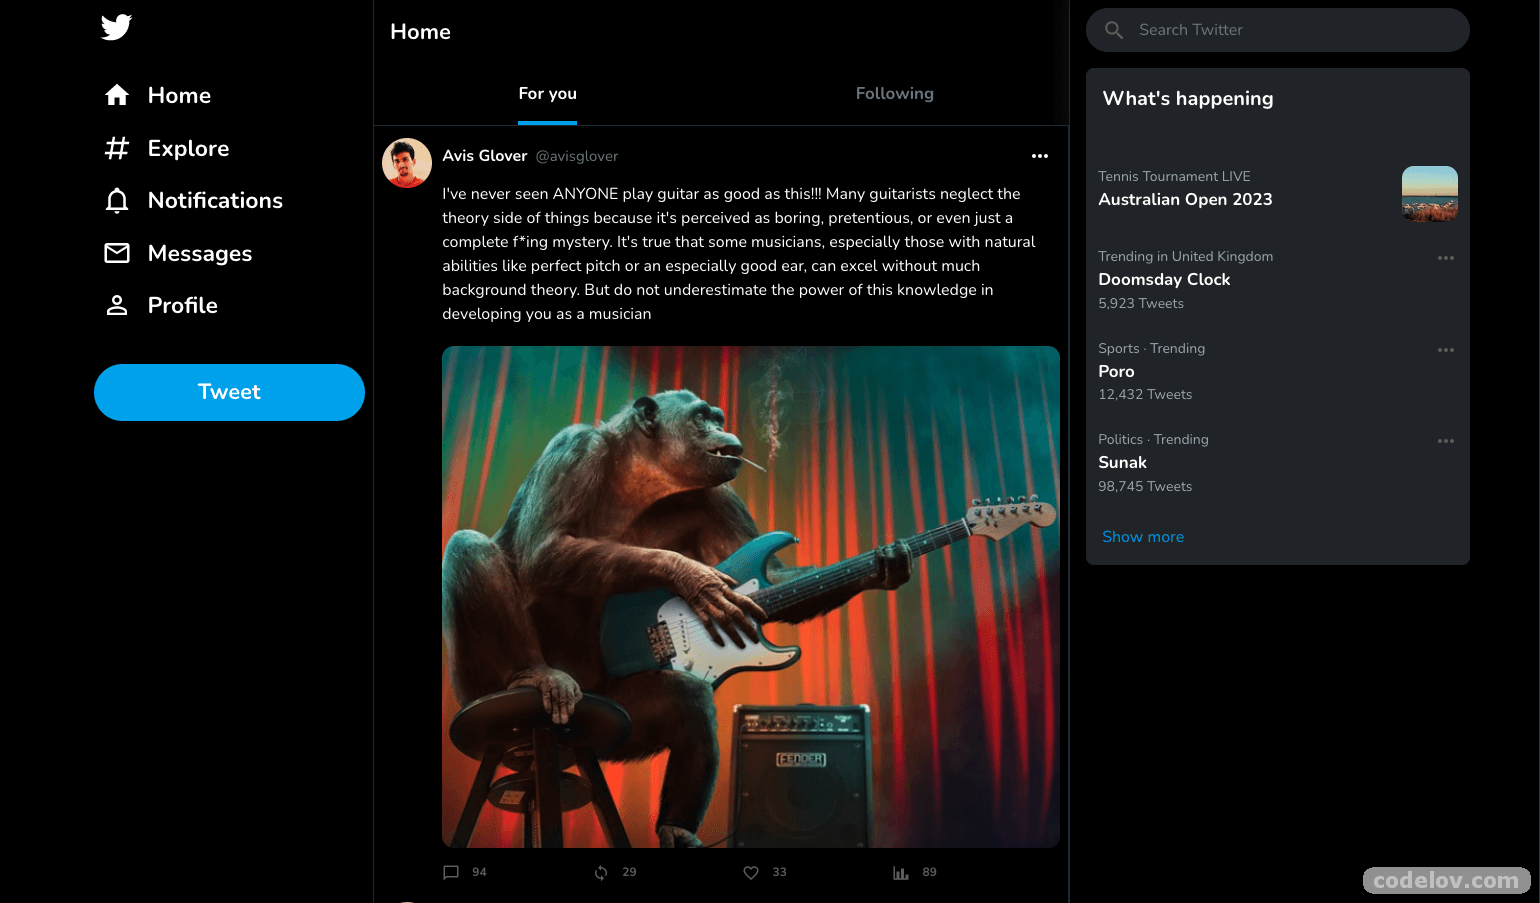 Home
Explore
Notifications
Messages
Profile
Tweet
Home
For you
Following
Avis Glover @avisglover
I've never seen ANYONE play guitar as good as this!!! Many guitarists neglect the
theory side of things because it's perceived as boring, pretentious, or even just a
complete f*ing mystery. It's true that some musicians, especially those with natural
abilities like perfect pitch or an especially good ear, can excel without much
background theory. But do not underestimate the power of this knowledge in
developing you as a musician
FENDER
94 29 33 89
Search Twitter
What's happening
Tennis Tournament LIVE
Australian Open 2023
Trending in United Kingdom
Doomsday Clock
5,923 Tweets
Sports · Trending
Poro
12,432 Tweets
Politics · Trending
Sunak
98,745 Tweets
Show more
codelov.com